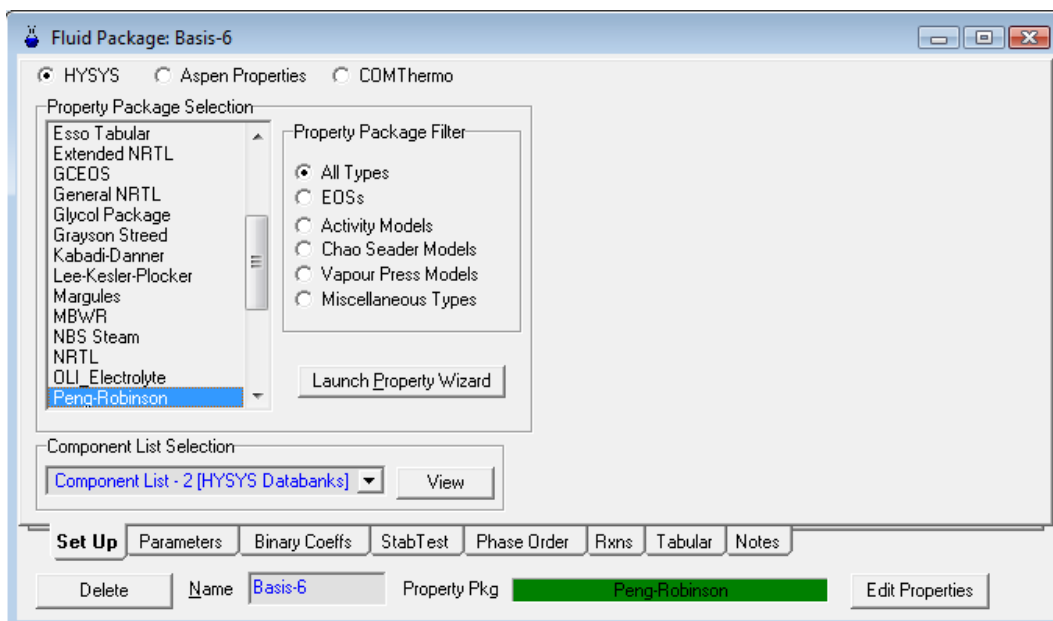 Fluid Package: Basis-6
HYSYS Aspen Properties COMThermo
Property Package Selection
Esso Tabular
Extended NRTL
GCEOS
General NRTL
Glycol Package
Grayson Streed
Kabadi-Danner
Lee-Kesler-Plocker
Margules
MBWR
NBS Steam
NRTL
OLI_Electrolyte
Peng-Robinson
Property Package Filter
All Types
EOSs
Activity Models
Chao Seader Models
Vapour Press Models
Miscellaneous Types
Launch Property Wizard
Component List Selection
Component List - 2 [HYSYS Databanks] View
Set Up Parameters Binary Coeffs StabTest Phase Order Rxns Tabular Notes
Delete Name Basis-6 Property Pkg Peng-Robinson Edit Properties